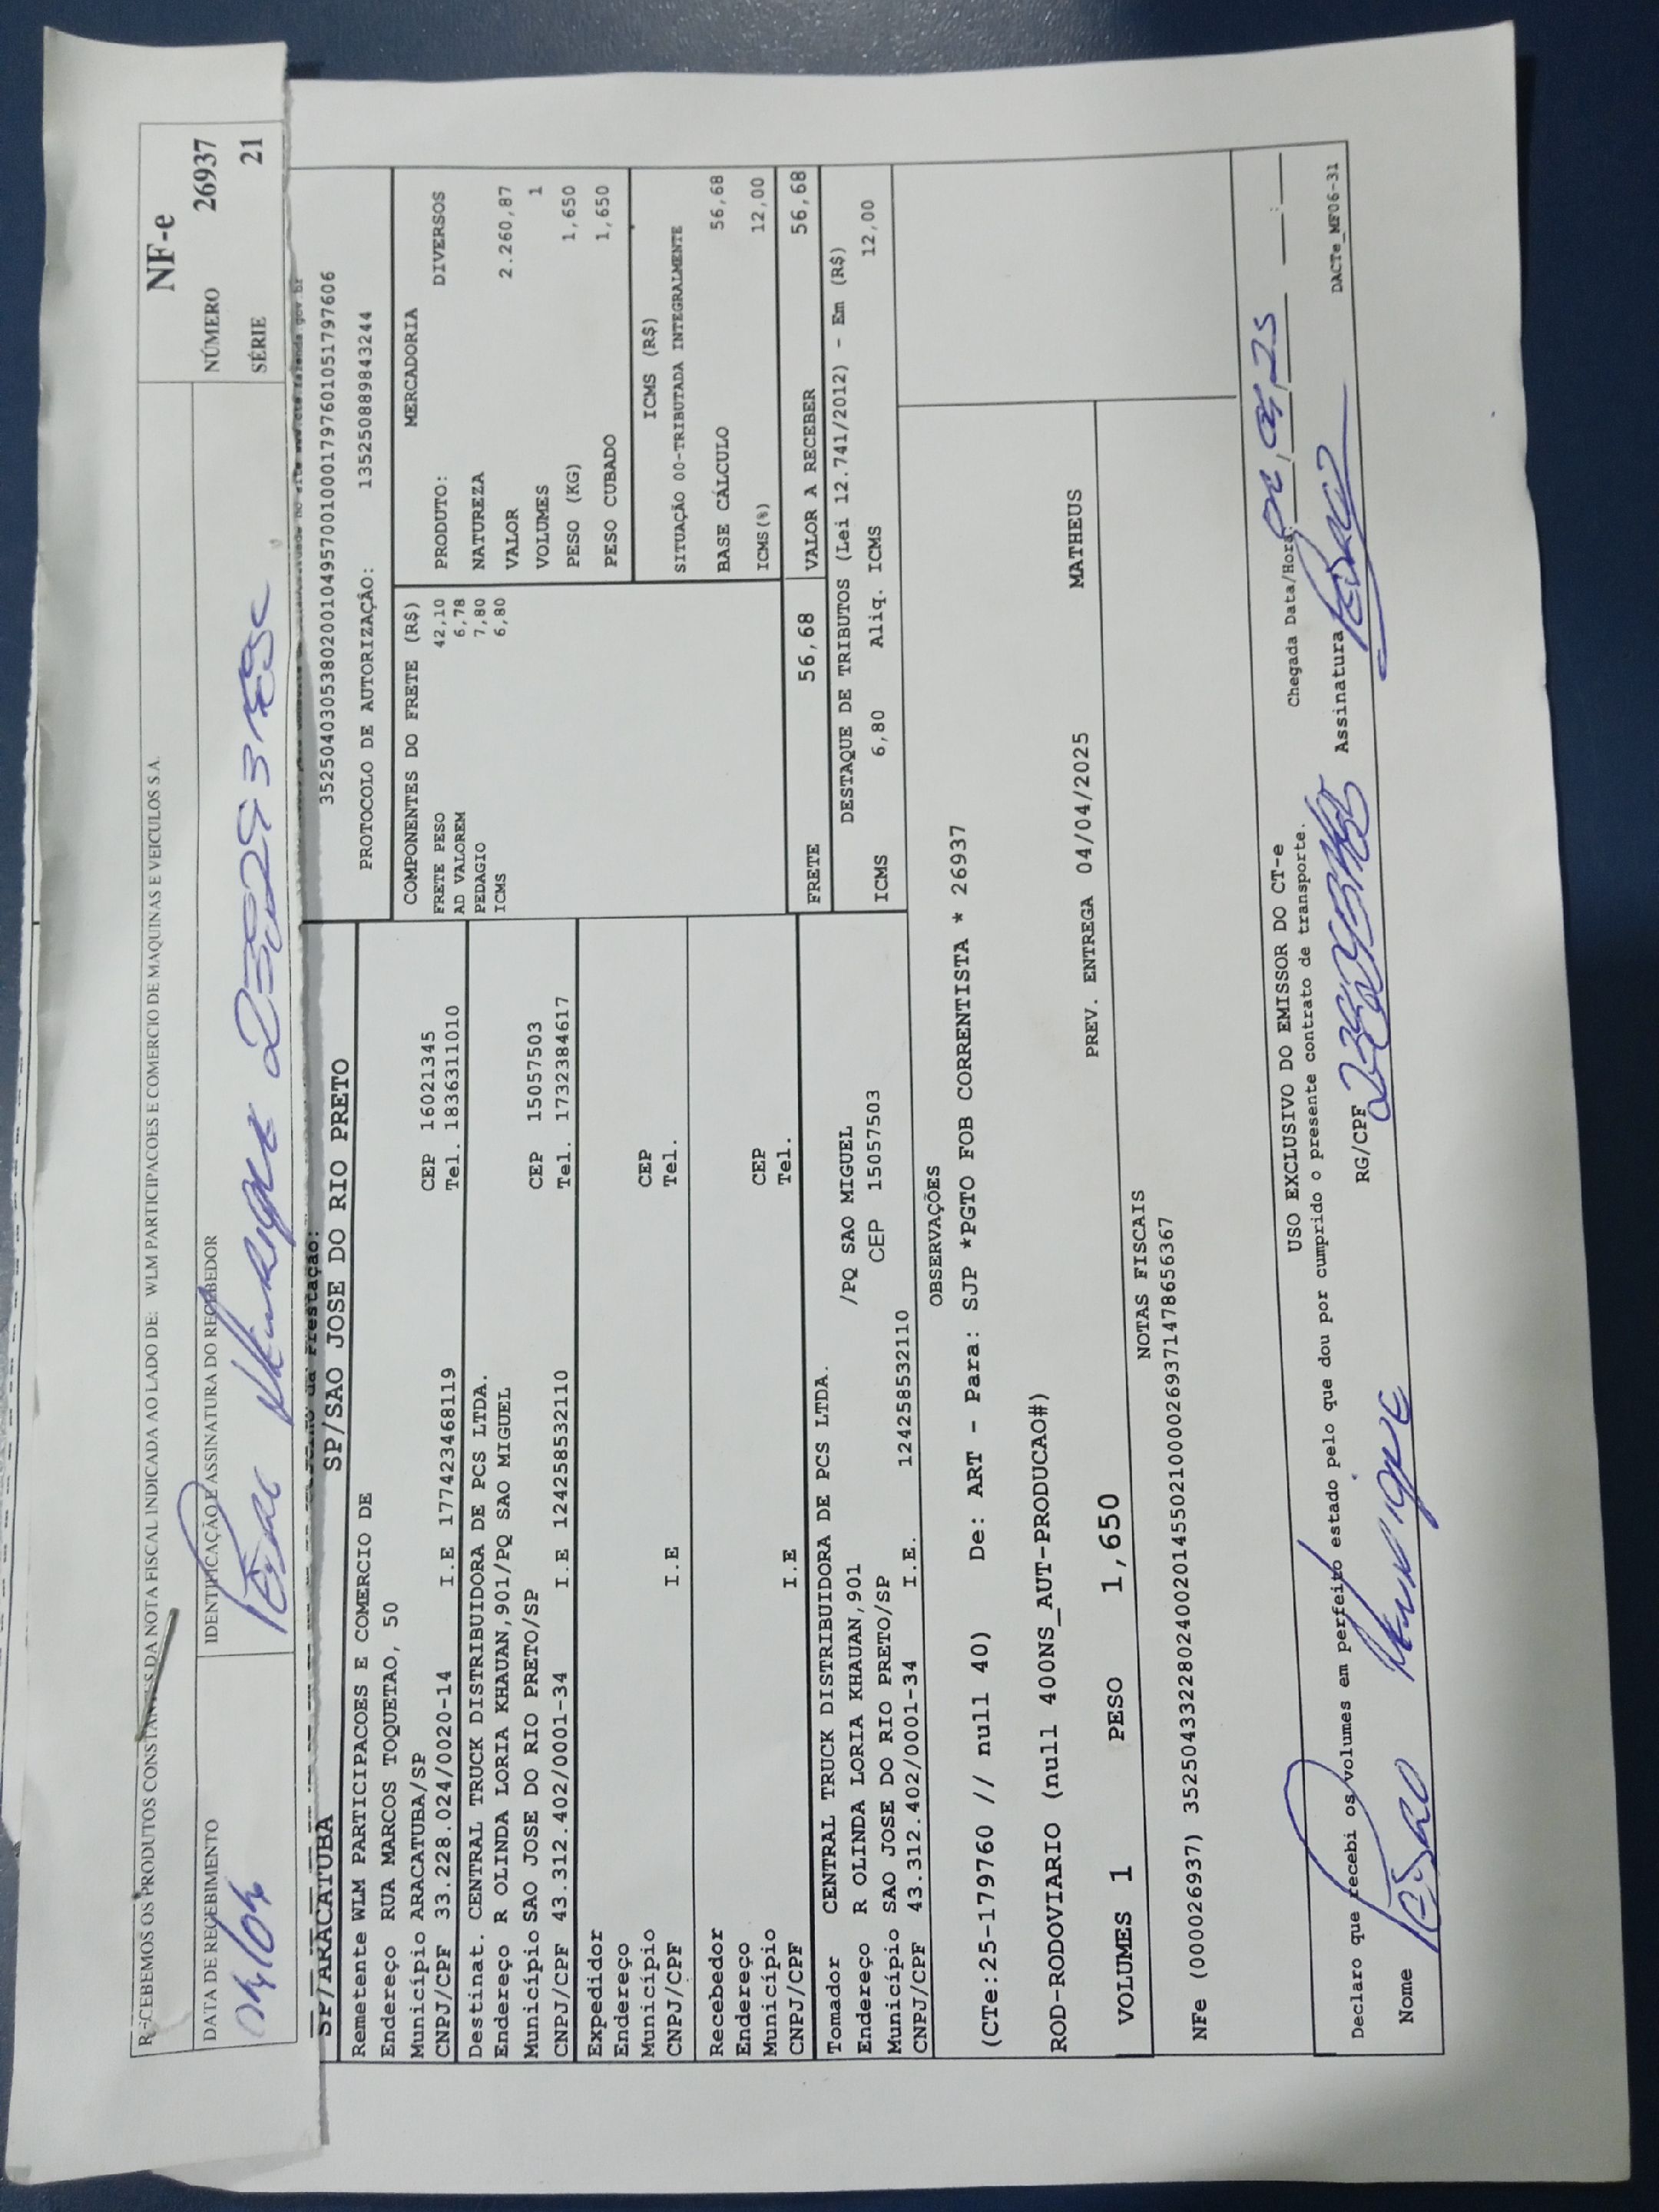 RECEBEMOS OS PRODUTOS CONSTANTES DA NOTA FISCAL INDICADA AO LADO DE: WLM PARTICIPACOES E COMERCIO DE MAQUINAS E VEICULOS S.A.
NF-e
NÚMERO 26937
SÉRIE 21
DATA DE RECEBIMENTO
IDENTIFICAÇÃO E ASSINATURA DO RECEBEDOR
04/04
Henrique
SP/ARACATUBA
SP/SAO JOSE DO RIO PRETO
35250403053802001049570010001797601051797606
PROTOCOLO DE AUTORIZAÇÃO: 135250889843244
Remetente WLM PARTICIPACOES E COMERCIO DE
Endereço RUA MARCOS TOQUETAO, 50
Município ARACATUBA/SP CEP 16021345
CNPJ/CPF 33.228.024/0020-14 I.E 177423468119 Tel. 1836311010
Destinat. CENTRAL TRUCK DISTRIBUIDORA DE PCS LTDA.
Endereço R OLINDA LORIA KHAUAN,901/PQ SAO MIGUEL
Município SAO JOSE DO RIO PRETO/SP CEP 15057503
CNPJ/CPF 43.312.402/0001-34 I.E 124258532110 Tel. 1732384617
Expedidor
Endereço
Município CEP
CNPJ/CPF I.E Tel.
Recebedor
Endereço
Município CEP
CNPJ/CPF I.E Tel.
COMPONENTES DO FRETE (R$)
FRETE PESO 42,10
AD VALOREM 6,78
PEDAGIO 7,80
ICMS 6,80
MERCADORIA
PRODUTO: DIVERSOS
NATUREZA
VALOR 2.260,87
VOLUMES 1
PESO (KG) 1,650
PESO CUBADO 1,650
ICMS (R$)
SITUAÇÃO 00-TRIBUTADA INTEGRALMENTE
BASE CÁLCULO 56,68
ICMS(%) 12,00
FRETE 56,68 VALOR A RECEBER 56,68
Tomador CENTRAL TRUCK DISTRIBUIDORA DE PCS LTDA.
Endereço R OLINDA LORIA KHAUAN,901 /PQ SAO MIGUEL
Município SAO JOSE DO RIO PRETO/SP CEP 15057503
CNPJ/CPF 43.312.402/0001-34 I.E. 124258532110
DESTAQUE DE TRIBUTOS (Lei 12.741/2012) - Em (R$)
ICMS 6,80 Aliq. ICMS 12,00
OBSERVAÇÕES
(CTe:25-179760 // null 40) De: ART - Para: SJP *PGTO FOB CORRENTISTA * 26937
ROD-RODOVIARIO (null 400NS_AUT-PRODUCAO#)
PREV. ENTREGA 04/04/2025 MATHEUS
VOLUMES 1 PESO 1,650
NOTAS FISCAIS
NFe (000026937) 35250433228024002014550210000269371478656367
USO EXCLUSIVO DO EMISSOR DO CT-e
Declaro que recebi os volumes em perfeito estado pelo que dou por cumprido o presente contrato de transporte.
Chegada Data/Hora:
Nome Henrique RG/CPF Assinatura
DACTe_MF06-31